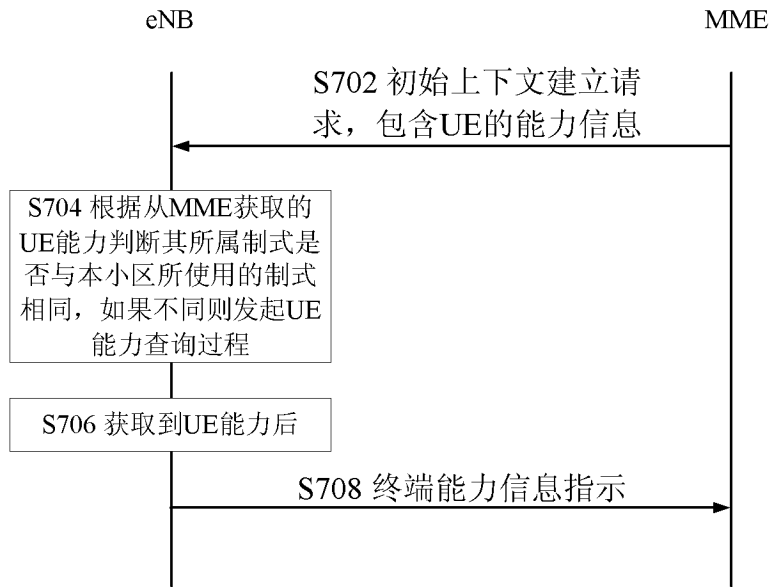 eNB
MME
S702 初始上下文建立请
求，包含UE的能力信息
S704 根据从MME获取的
UE能力判断其所属制式是
否与本小区所使用的制式
相同，如果不同则发起UE
能力查询过程
S706 获取到UE能力后
S708 终端能力信息指示